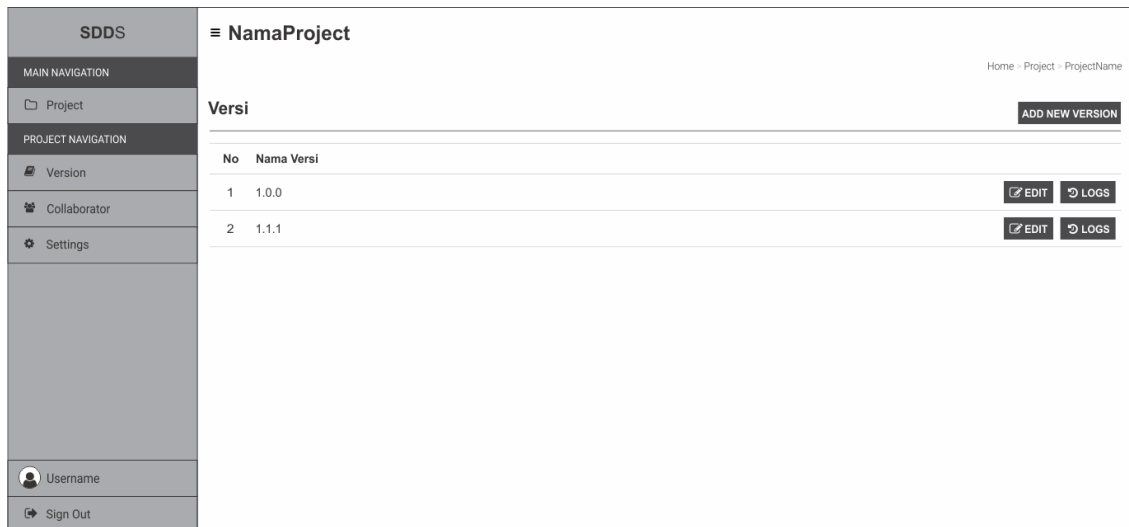 SDDS
MAIN NAVIGATION
Project
PROJECT NAVIGATION
Version
Collaborator
Settings
Username
Sign Out
NamaProject
Home > Project > ProjectName
Versi
ADD NEW VERSION
No Nama Versi
1 1.0.0 EDIT LOGS
2 1.1.1 EDIT LOGS